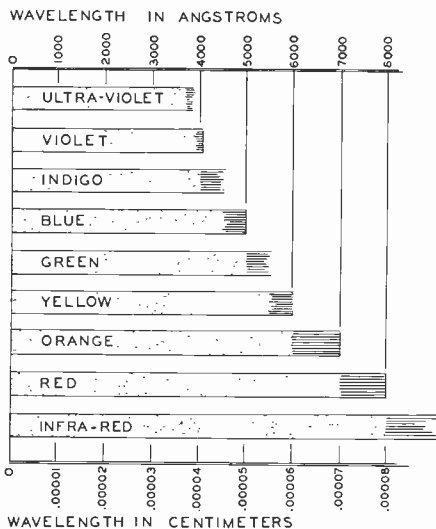 WAVELENGTH IN ANGSTROMS
0 1000 2000 3000 4000 5000 6000 7000 8000
ULTRA-VIOLET
VIOLET
INDIGO
BLUE
GREEN
YELLOW
ORANGE
RED
INFRA-RED
0 .00001 .00002 .00003 .00004 .00005 .00006 .00007 .00008
WAVELENGTH IN CENTIMETERS